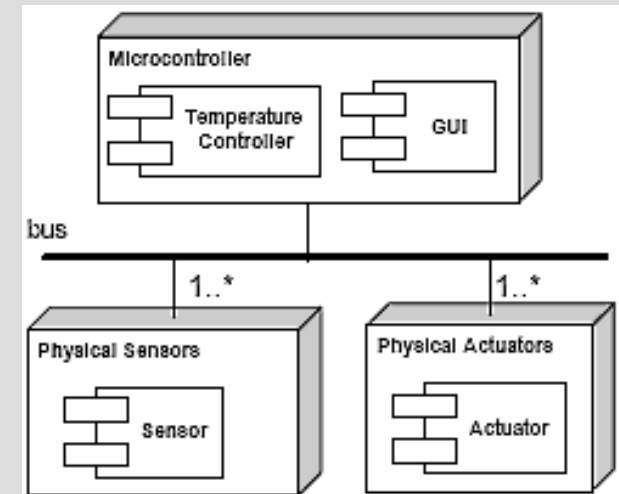 Microcontroller
Temperature
Controller
GUI
bus
1..*
1..*
Physical Sensors
Sensor
Physical Actuators
Actuator